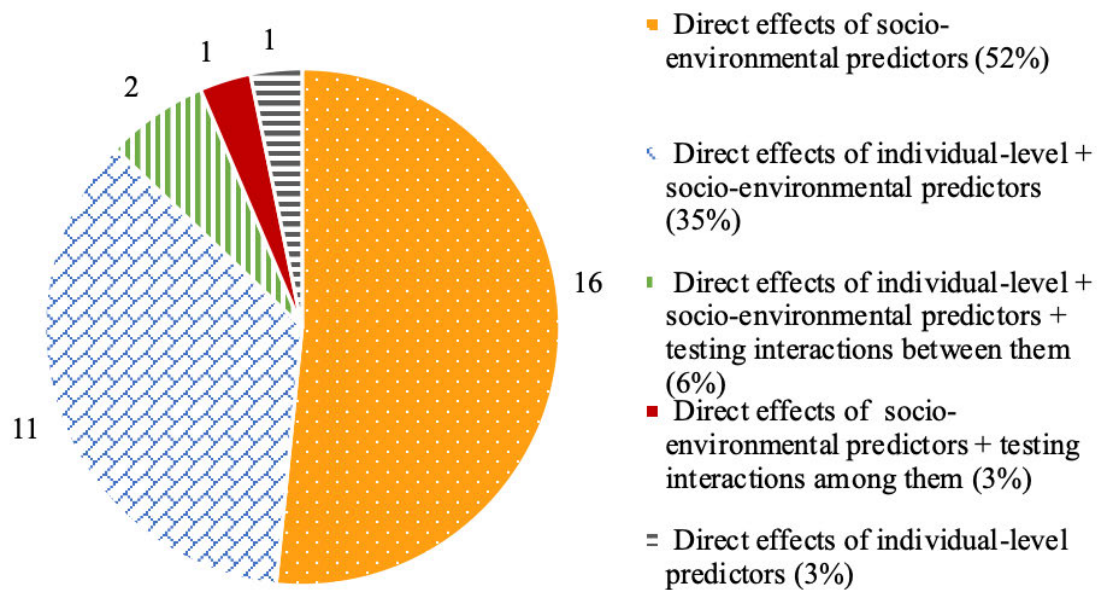 1
1
2
16
11
Direct effects of socio-
environmental predictors (52%)
Direct effects of individual-level +
socio-environmental predictors
(35%)
Direct effects of individual-level +
socio-environmental predictors +
testing interactions between them
(6%)
Direct effects of socio-
environmental predictors + testing
interactions among them (3%)
Direct effects of individual-level
predictors (3%)